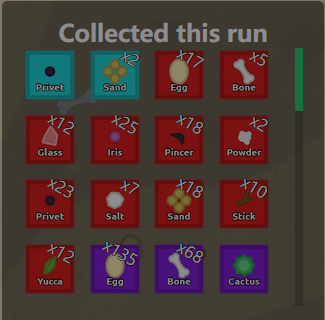 Collected this run
Privet
x2 Sand
x17 Egg
x5 Bone
x12 Glass
x25 Iris
x18 Pincer
x2 Powder
x23 Privet
x7 Salt
x18 Sand
x10 Stick
x12 Yucca
x135 Egg
x68 Bone
Cactus